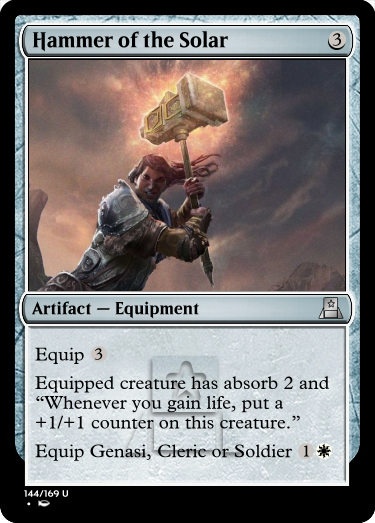 Hammer of the Solar 3
Artifact — Equipment
Equip 3
Equipped creature has absorb 2 and
“Whenever you gain life, put a
+1/+1 counter on this creature.”
Equip Genasi, Cleric or Soldier 1
144/169 U